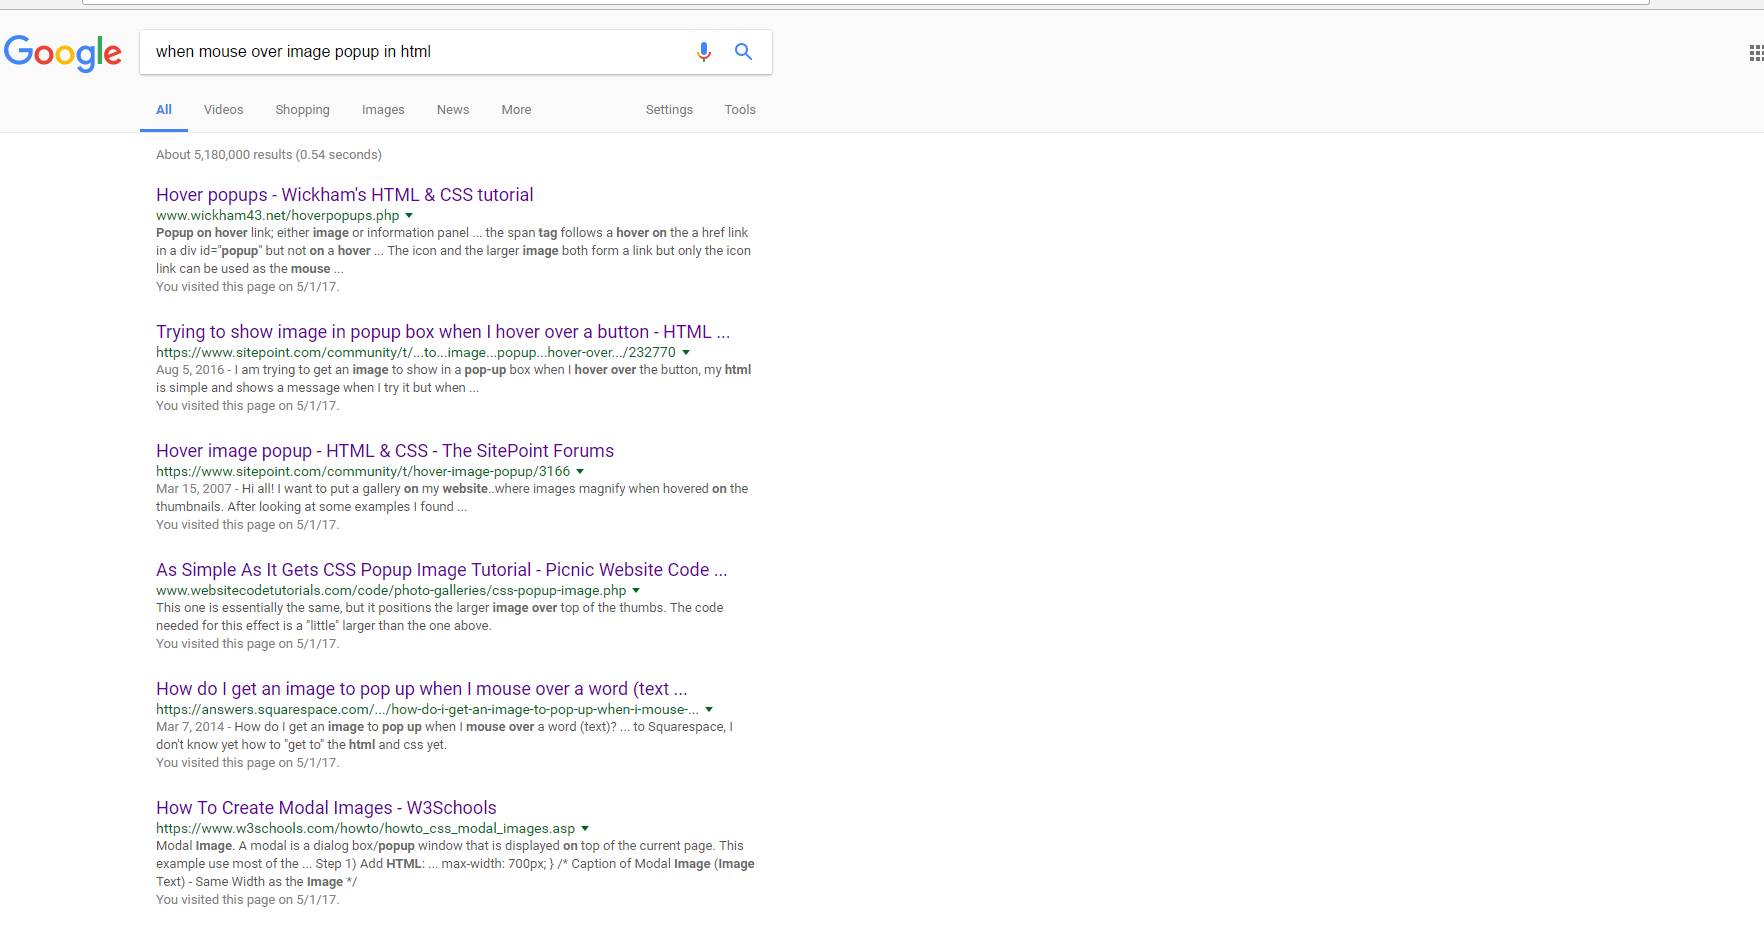 Google
when mouse over image popup in html
All Videos Shopping Images News More Settings Tools
About 5,180,000 results (0.54 seconds)
Hover popups - Wickham's HTML & CSS tutorial
www.wickham43.net/hoverpopups.php
Popup on hover link; either image or information panel ... the span tag follows a hover on the a href link
in a div id="popup" but not on a hover ... The icon and the larger image both form a link but only the icon
link can be used as the mouse ...
You visited this page on 5/1/17.
Trying to show image in popup box when I hover over a button - HTML ...
https://www.sitepoint.com/community/t/...to...image...popup...hover-over.../232770
Aug 5, 2016 - I am trying to get an image to show in a pop-up box when I hover over the button, my html
is simple and shows a message when I try it but when ...
You visited this page on 5/1/17.
Hover image popup - HTML & CSS - The SitePoint Forums
https://www.sitepoint.com/community/t/hover-image-popup/3166
Mar 15, 2007 - Hi all! I want to put a gallery on my website..where images magnify when hovered on the
thumbnails. After looking at some examples I found ...
You visited this page on 5/1/17.
As Simple As It Gets CSS Popup Image Tutorial - Picnic Website Code ...
www.websitecodetutorials.com/code/photo-galleries/css-popup-image.php
This one is essentially the same, but it positions the larger image over top of the thumbs. The code
needed for this effect is a "little" larger than the one above.
You visited this page on 5/1/17.
How do I get an image to pop up when I mouse over a word (text ...
https://answers.squarespace.com/.../how-do-i-get-an-image-to-pop-up-when-i-mouse-...
Mar 7, 2014 - How do I get an image to pop up when I mouse over a word (text)? ... to Squarespace, I
don't know yet how to "get to" the html and css yet.
You visited this page on 5/1/17.
How To Create Modal Images - W3Schools
https://www.w3schools.com/howto/howto_css_modal_images.asp
Modal Image. A modal is a dialog box/popup window that is displayed on top of the current page. This
example use most of the ... Step 1) Add HTML: ... max-width: 700px; } /* Caption of Modal Image (Image
Text) - Same Width as the Image */
You visited this page on 5/1/17.